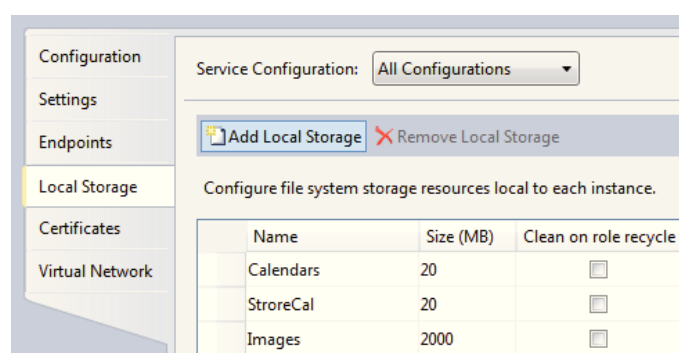 Configuration
Settings
Endpoints
Local Storage
Certificates
Virtual Network
Service Configuration: All Configurations
Add Local Storage Remove Local Storage
Configure file system storage resources local to each instance.
Name Size (MB) Clean on role recycle
Calendars 20
StroreCal 20
Images 2000